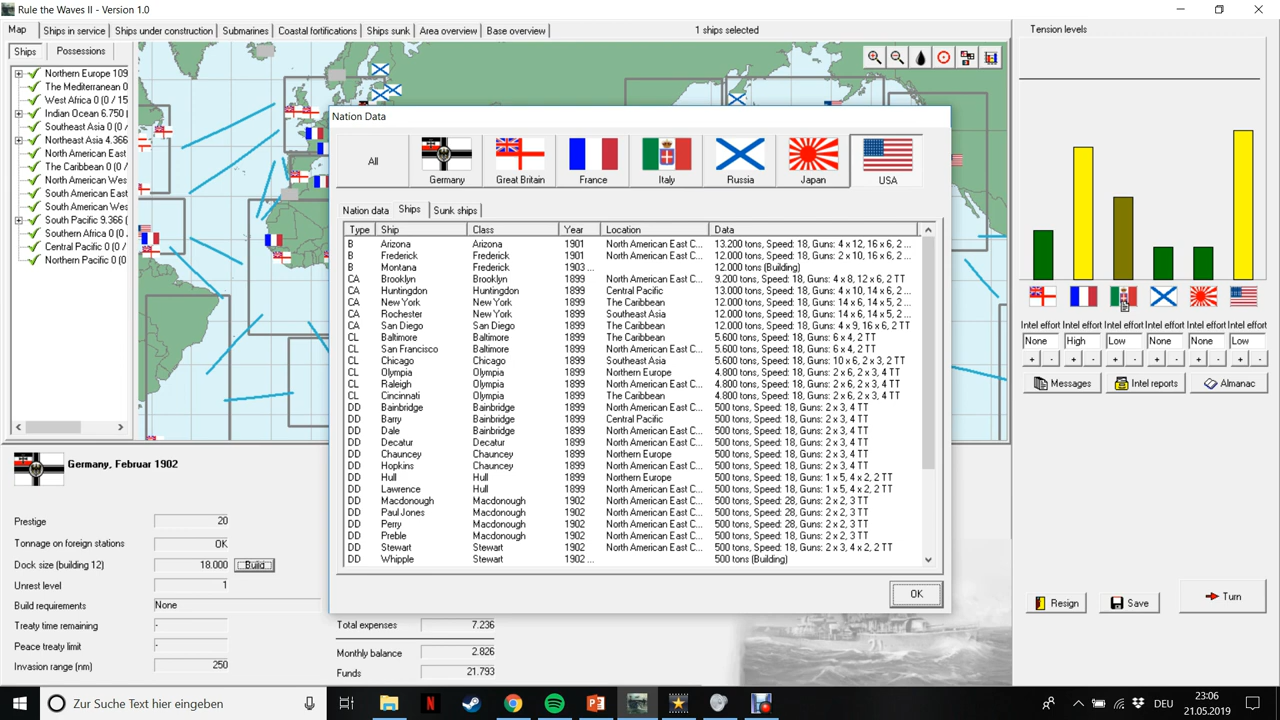 Rule the Waves II - Version 1.0
Map Ships in service Ships under construction Submarines Coastal fortifications Ships sunk Area overview Base overview 1 ships selected
Ships Possessions
Northern Europe 109
The Mediterranean 0
West Africa 0 (0 / 15
Indian Ocean 6.750 (
Southeast Asia 0 (0 /
Northeast Asia 4.366
North American East
The Caribbean 0 (0 /
North American West
South American East
South American West
South Pacific 9.366 (
Southern Africa 0 (0
Central Pacific 0 (0 /
Northern Pacific 0 (0
Nation Data
All Germany Great Britain France Italy Russia Japan USA
Nation data Ships Sunk ships
Type Ship Class Year Location Data
B Arizona Arizona 1901 North American East C... 13.200 tons, Speed: 18, Guns: 4 x 12, 16 x 6, 2 ...
B Frederick Frederick 1901 North American East C... 12.000 tons, Speed: 18, Guns: 2 x 10, 16 x 6, 2 ...
B Montana Frederick 1903 ... 12.000 tons (Building)
CA Brooklyn Brooklyn 1899 North American East C... 9.200 tons, Speed: 18, Guns: 4 x 8, 12 x 6, 2 TT
CA Huntingdon Huntingdon 1899 Central Pacific 13.000 tons, Speed: 18, Guns: 4 x 10, 14 x 6, 2 ...
CA New York New York 1899 The Caribbean 12.000 tons, Speed: 18, Guns: 14 x 6, 14 x 5, 2 ...
CA Rochester New York 1899 Southeast Asia 12.000 tons, Speed: 18, Guns: 14 x 6, 14 x 5, 2 ...
CA San Diego San Diego 1899 The Caribbean 12.000 tons, Speed: 18, Guns: 4 x 9, 16 x 6, 2 TT
CL Baltimore Baltimore 1899 The Caribbean 5.600 tons, Speed: 18, Guns: 6 x 4, 2 TT
CL San Francisco Baltimore 1899 North American East C... 5.600 tons, Speed: 18, Guns: 6 x 4, 2 TT
CL Chicago Chicago 1899 Southeast Asia 5.600 tons, Speed: 18, Guns: 10 x 6, 2 x 3, 2 TT
CL Olympia Olympia 1899 Northern Europe 4.800 tons, Speed: 18, Guns: 2 x 6, 2 x 3, 4 TT
CL Raleigh Olympia 1899 North American East C... 4.800 tons, Speed: 18, Guns: 2 x 6, 2 x 3, 4 TT
CL Cincinnati Olympia 1899 The Caribbean 4.800 tons, Speed: 18, Guns: 2 x 6, 2 x 3, 4 TT
DD Bainbridge Bainbridge 1899 North American East C... 500 tons, Speed: 18, Guns: 2 x 3, 4 TT
DD Barry Bainbridge 1899 Central Pacific 500 tons, Speed: 18, Guns: 2 x 3, 4 TT
DD Dale Bainbridge 1899 North American East C... 500 tons, Speed: 18, Guns: 2 x 3, 4 TT
DD Decatur Decatur 1899 North American East C... 500 tons, Speed: 18, Guns: 2 x 3, 4 TT
DD Chauncey Chauncey 1899 Northern Europe 500 tons, Speed: 18, Guns: 2 x 3, 4 TT
DD Hopkins Chauncey 1899 North American East C... 500 tons, Speed: 18, Guns: 2 x 3, 4 TT
DD Hull Hull 1899 Northern Europe 500 tons, Speed: 18, Guns: 1 x 5, 4 x 2, 2 TT
DD Lawrence Hull 1899 North American East C... 500 tons, Speed: 18, Guns: 1 x 5, 4 x 2, 2 TT
DD Macdonough Macdonough 1902 North American East C... 500 tons, Speed: 28, Guns: 2 x 2, 3 TT
DD Paul Jones Macdonough 1902 North American East C... 500 tons, Speed: 28, Guns: 2 x 2, 3 TT
DD Perry Macdonough 1902 North American East C... 500 tons, Speed: 28, Guns: 2 x 2, 3 TT
DD Preble Macdonough 1902 North American East C... 500 tons, Speed: 28, Guns: 2 x 2, 3 TT
DD Stewart Stewart 1902 North American East C... 500 tons, Speed: 18, Guns: 2 x 3, 4 x 2, 2 TT
DD Whipple Stewart 1902 ... 500 tons (Building)
OK
Tension levels
Intel effort Intel effort Intel effort Intel effort Intel effort Intel effort
None High Low None None Low
+ - + - + - + - + - + -
Messages Intel reports Almanac
Resign Save Turn
Germany, Februar 1902
Prestige 20
Tonnage on foreign stations OK
Dock size (building 12) 18.000 Build
Unrest level 1
Build requirements None
Treaty time remaining -
Peace treaty limit -
Invasion range (nm) 250
Total expenses 7.236
Monthly balance 2.826
Funds 21.793
Zur Suche Text hier eingeben
DEU
23:06
21.05.2019